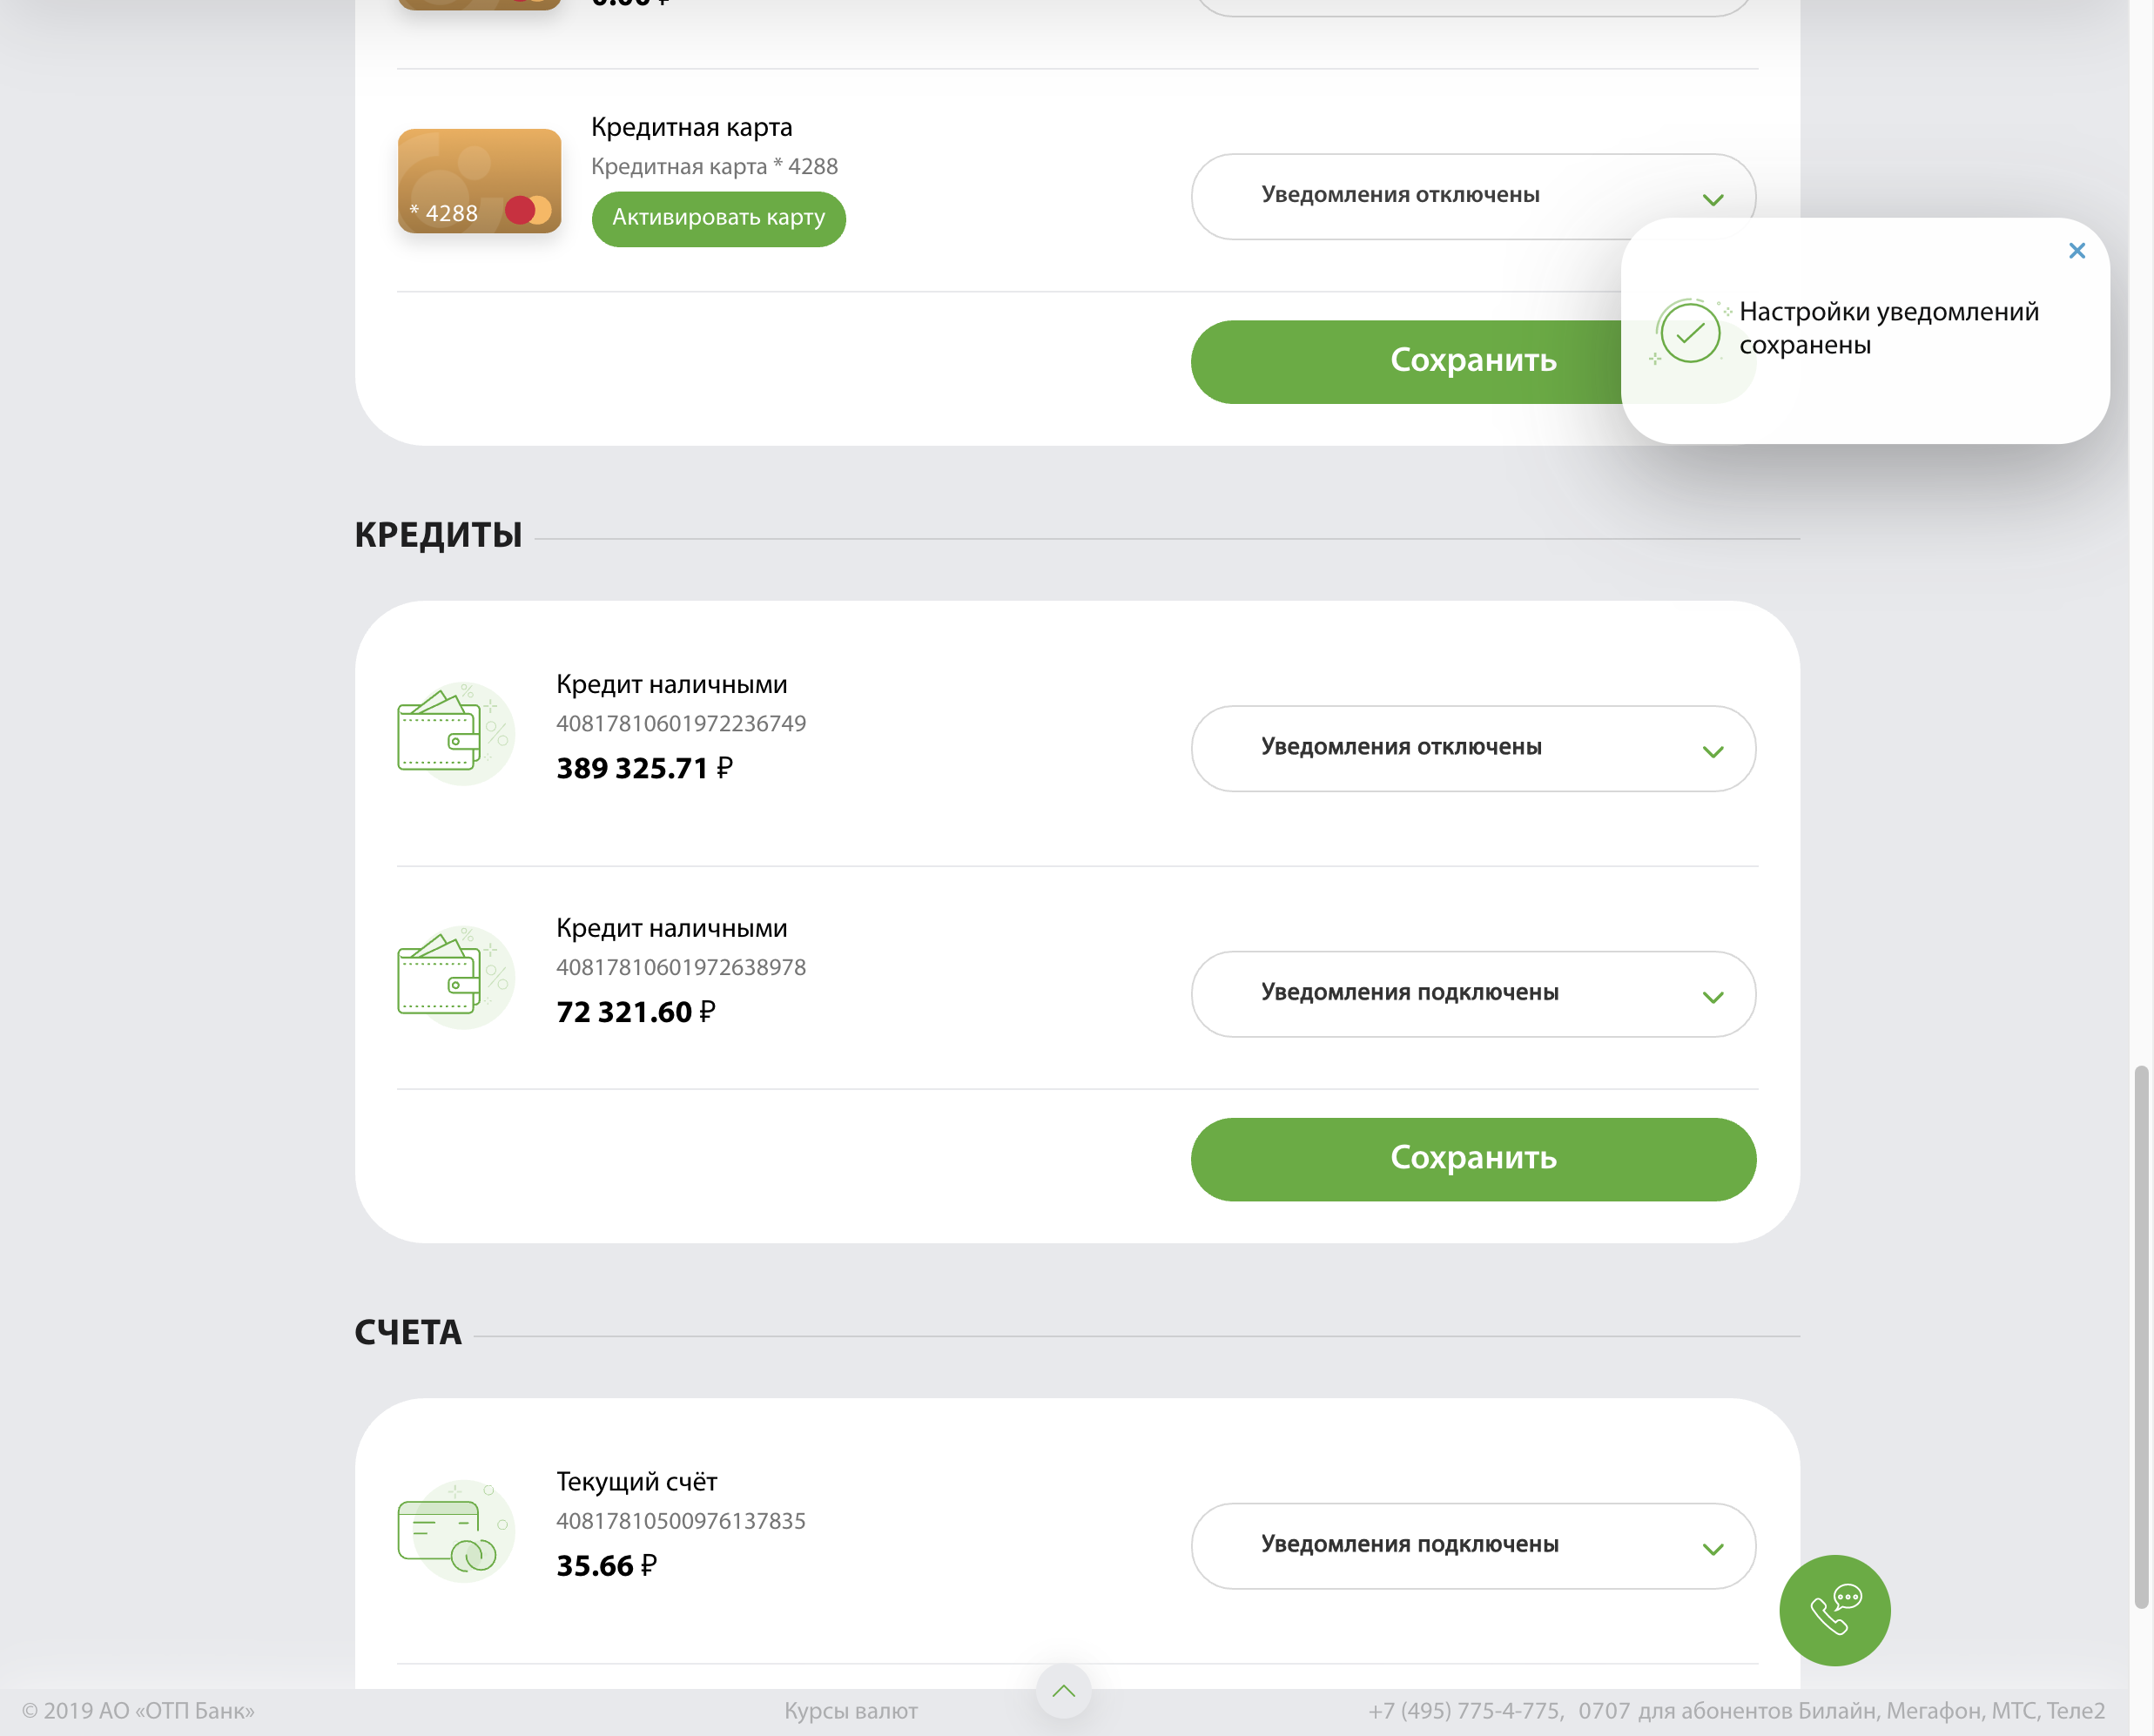 Кредитная карта
Кредитная карта * 4288
* 4288
Активировать карту
Уведомления отключены
Сохранить
Настройки уведомлений
сохранены
КРЕДИТЫ
Кредит наличными
40817810601972236749
389 325.71 ₽
Уведомления отключены
Кредит наличными
40817810601972638978
72 321.60 ₽
Уведомления подключены
Сохранить
СЧЕТА
Текущий счёт
40817810500976137835
35.66 ₽
Уведомления подключены
© 2019 АО «ОТП Банк»
Курсы валют
+7 (495) 775-4-775, 0707 для абонентов Билайн, Мегафон, МТС, Теле2